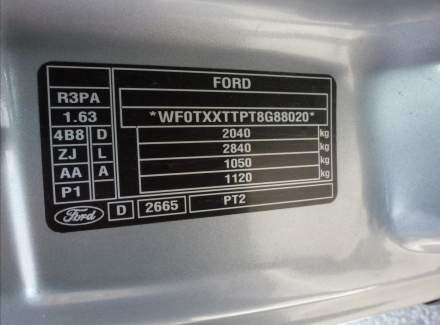 FORD
R3PA
1.63 *WF0TXXTTPT8G88020*
4B8 D 2040 kg
ZJ L 2840 kg
AA A 1050 kg
P1 1120 kg
Ford D 2665 PT2